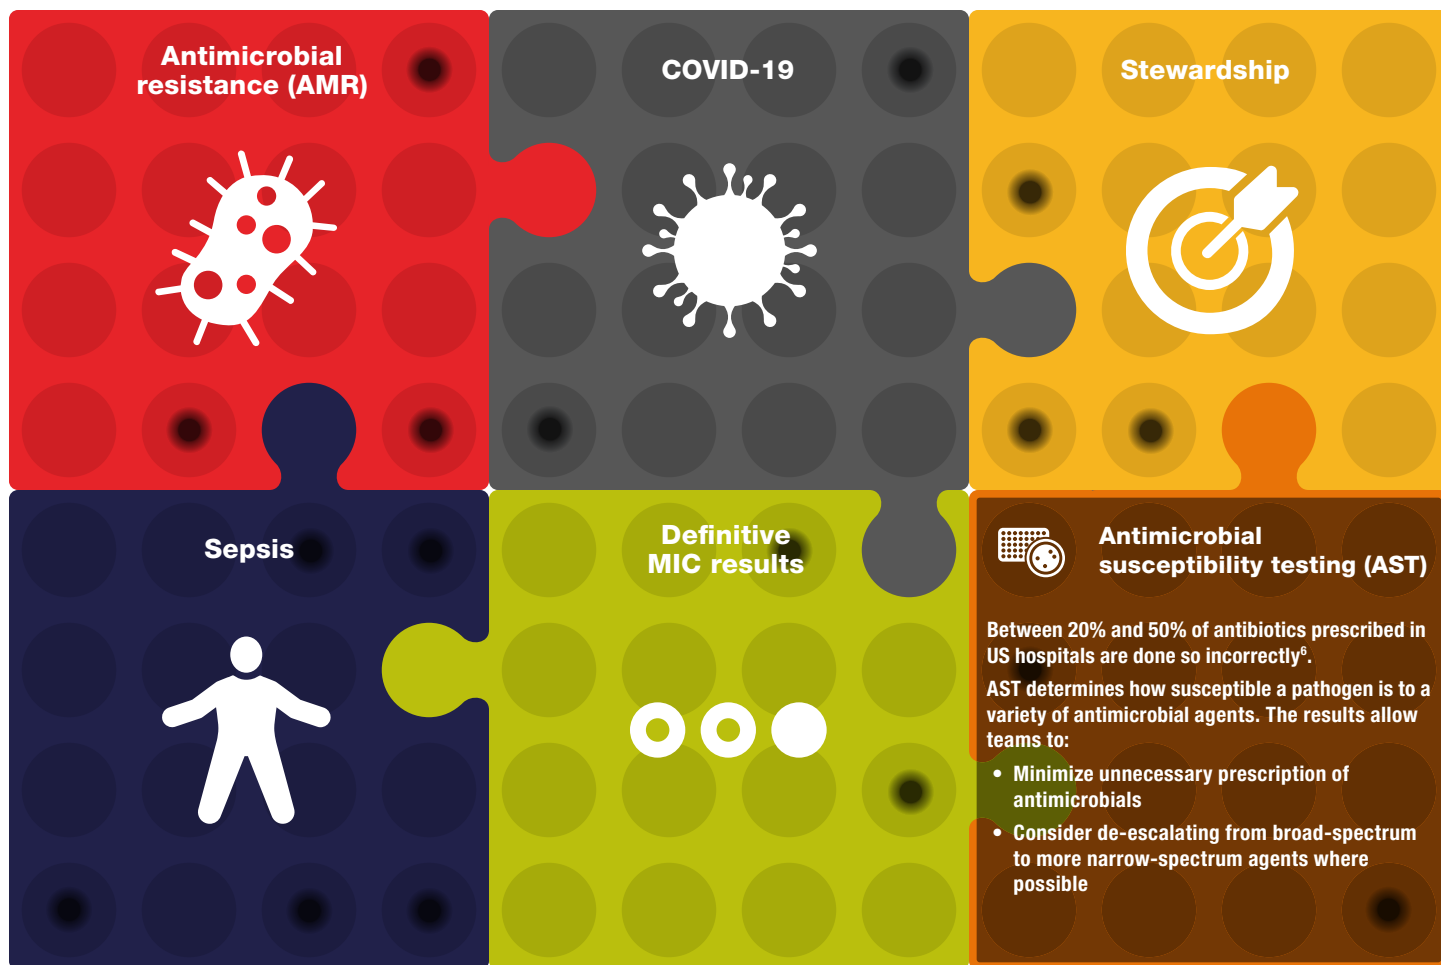 Antimicrobial
resistance (AMR)
COVID-19
Stewardship
Sepsis
Definitive
MIC results
Antimicrobial
susceptibility testing (AST)
Between 20% and 50% of antibiotics prescribed in
US hospitals are done so incorrectly⁶.
AST determines how susceptible a pathogen is to a
variety of antimicrobial agents. The results allow
teams to:
• Minimize unnecessary prescription of
antimicrobials
• Consider de-escalating from broad-spectrum
to more narrow-spectrum agents where
possible